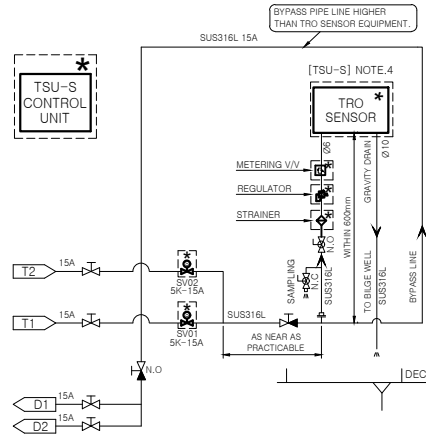 BYPASS PIPE LINE HIGHER
THAN TRO SENSOR EQUIPMENT.
SUS316L 15A
[TSU-S] NOTE.4
*
TSU-S
CONTROL
UNIT
TRO *
SENSOR
Ø6
GRAVITY DRAIN
Ø10
METERING V/V
*
REGULATOR
*
STRAINER
*
WITHIN 600mm
N.O
SAMPLING
N.C
SUS316L
TO BILGE WELL
SUS316L
BYPASS LINE
T2
15A
*
SV02
5K-15A
T1
15A
*
SV01
5K-15A
SUS316L
AS NEAR AS
PRACTICABLE
N.O
DEC
D1
15A
D2
15A